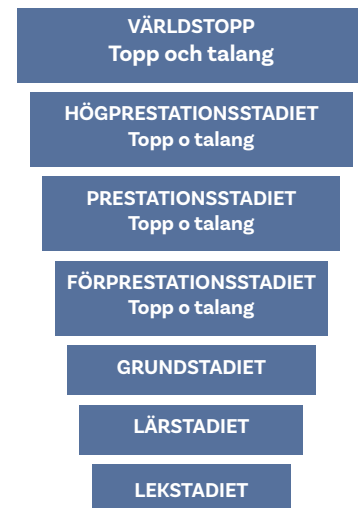 VÄRLDSTOPP
Topp och talang
HÖGPRESTATIONSSTADIET
Topp o talang
PRESTATIONSSTADIET
Topp o talang
FÖRPRESTATIONSSTADIET
Topp o talang
GRUNDSTADIET
LÄRSTADIET
LEKSTADIET